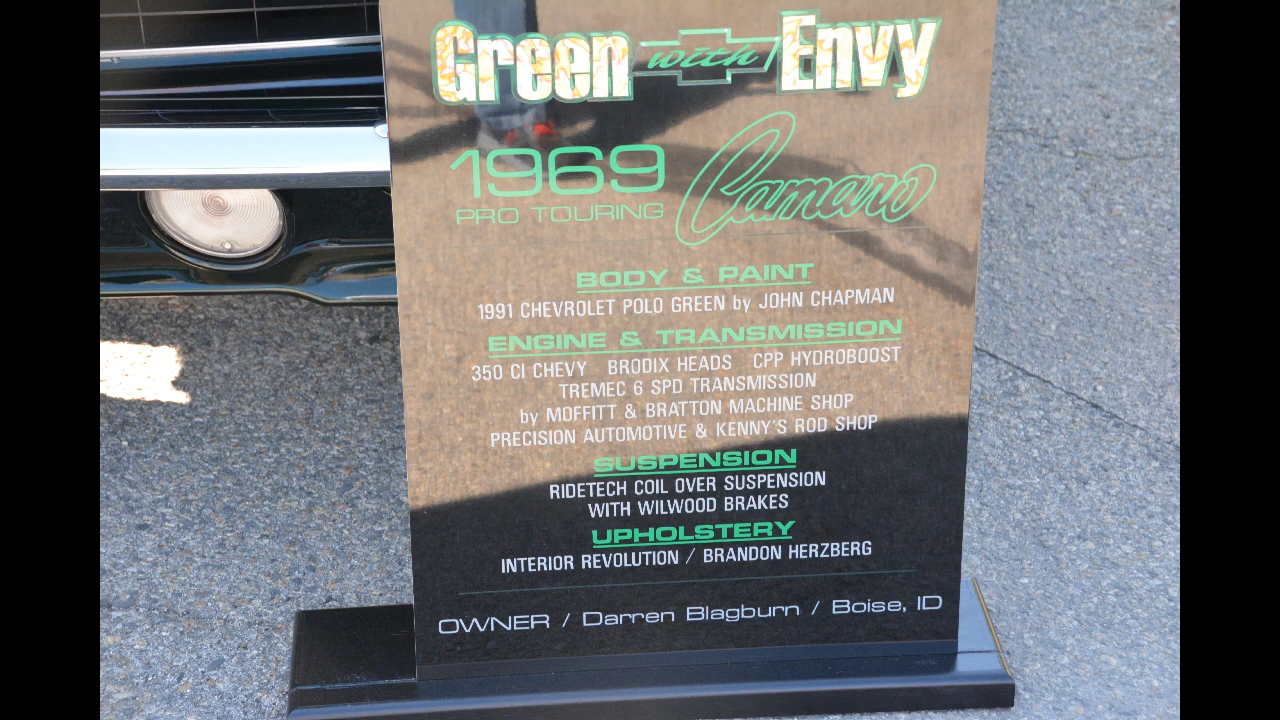 Green with Envy
1969 Camaro
PRO TOURING
BODY & PAINT
1991 CHEVROLET POLO GREEN by JOHN CHAPMAN
ENGINE & TRANSMISSION
350 CI CHEVY BRODIX HEADS CPP HYDROBOOST
TREMEC 6 SPD TRANSMISSION
by MOFFITT & BRATTON MACHINE SHOP
PRECISION AUTOMOTIVE & KENNY'S ROD SHOP
SUSPENSION
RIDETECH COIL OVER SUSPENSION
WITH WILWOOD BRAKES
UPHOLSTERY
INTERIOR REVOLUTION / BRANDON HERZBERG
OWNER / Darren Blagburn / Boise, ID